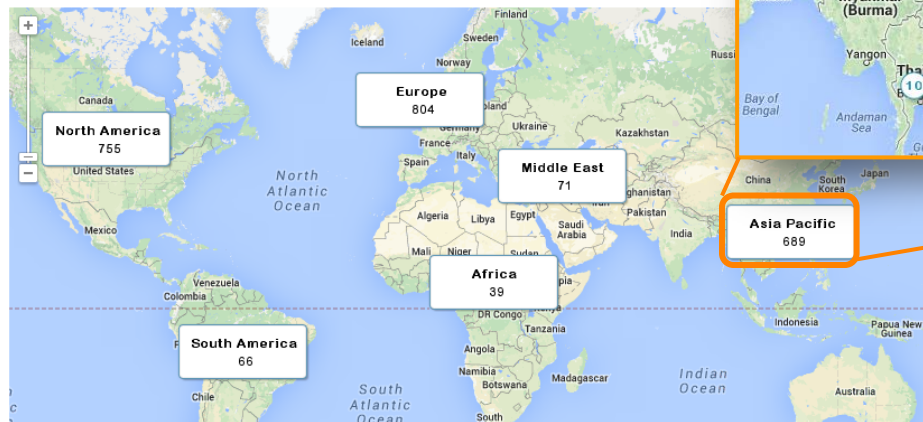 +
−
Finland
Iceland
Sweden
Norway
Canada
North America
755
United States
Europe
804
Germany
Ukraine
Kazakhstan
France
Italy
Spain
Middle East
71
North
Atlantic
Ocean
Mexico
Algeria
Libya
Egypt
Saudi
Arabia
Pakistan
India
China
South
Korea
Japan
Asia Pacific
689
Mali
Niger
Sudan
Africa
39
Venezuela
Colombia
Kenya
DR Congo
Tanzania
Indonesia
Papua New
Guinea
South America
66
Angola
Namibia
Botswana
Madagascar
Chile
South
Atlantic
Ocean
South
Indian
Ocean
Australia
(Burma)
Yangon
Bay of
Bengal
Andaman
Sea
10